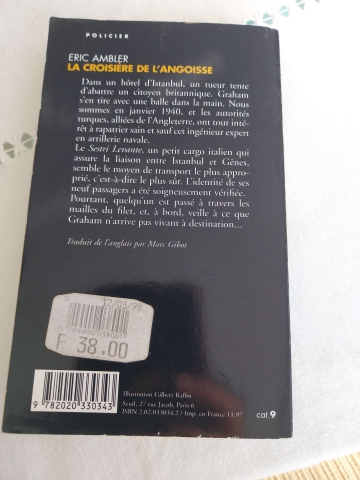 POLICIER
ERIC AMBLER
LA CROISIÈRE DE L'ANGOISSE
Dans un hôtel d'Istanbul, un tueur tente
d'abattre un citoyen britannique. Graham
s'en tire avec une balle dans la main. Nous
sommes en janvier 1940, et les autorités
turques, alliées de l'Angleterre, ont tout inté-
rêt à rapatrier sain et sauf cet ingénieur expert
en artillerie navale.
Le Sestri Levante, un petit cargo italien qui
assure la liaison entre Istanbul et Gênes,
semble le moyen de transport le plus appro-
prié, c'est-à-dire le plus sûr. L'identité de ses
neuf passagers a été soigneusement vérifiée.
Pourtant, quelqu'un est passé à travers les
mailles du filet, et, à bord, veille à ce que
Graham n'arrive pas vivant à destination...
Traduit de l'anglais par Marc Gibot
12/03/98
F 38,00
9 782020 330343
Illustration Gilbert Raffin
Seuil, 27 rue Jacob, Paris 6
ISBN 2.02.033034.2 / Imp. en France 11.97
cat.9